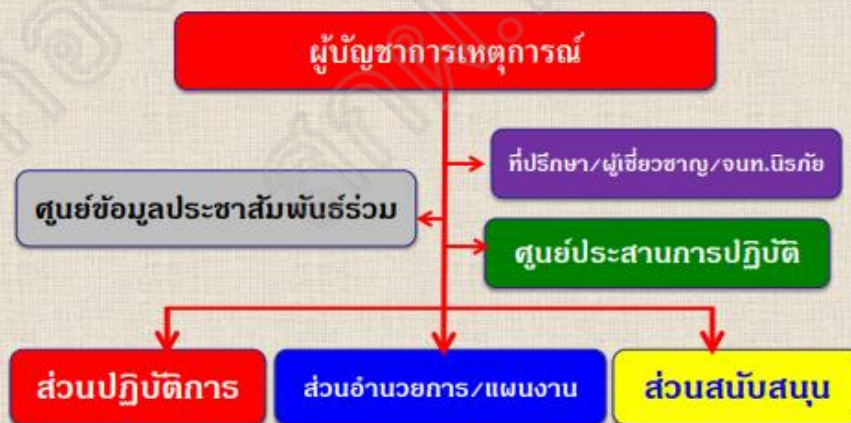 ผู้บัญชาการเหตุการณ์
ที่ปรึกษา/ผู้เชี่ยวชาญ/จนท.นิรภัย
ศูนย์ข้อมูลประชาสัมพันธ์ร่วม
ศูนย์ประสานการปฏิบัติ
ส่วนปฏิบัติการ
ส่วนอำนวยการ/แผนงาน
ส่วนสนับสนุน